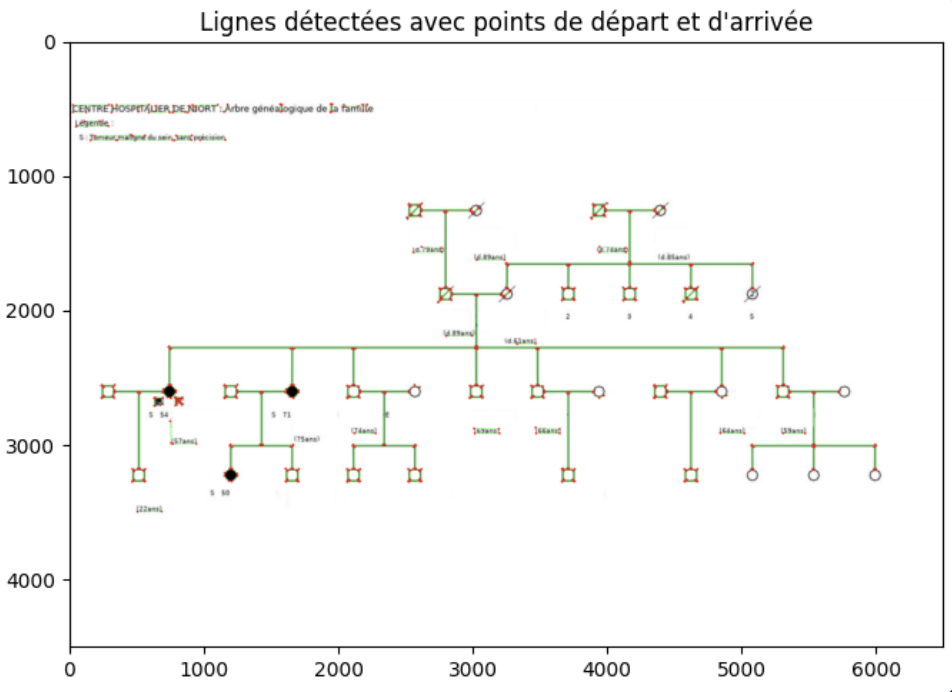 Lignes détectées avec points de départ et d'arrivée
0
CENTRE HOSPITALIER DE NIORT : Arbre généalogique de la famille
Légende :
S : Tumeur maligne du sein, sans précision
1000
(d.79ans) (d.89ans) (d.74ans) (d.85ans)
2000
2 3 4 5
(d.89ans) (d.61ans)
S 54 S 71 E
(57ans) (75ans) (74ans) (69ans) (66ans) (64ans) (59ans)
3000
S 50
(22ans)
4000
0 1000 2000 3000 4000 5000 6000